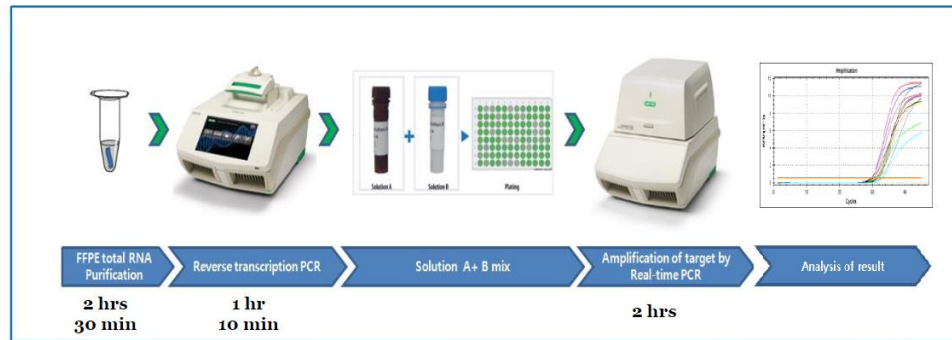 Amplification
Solution A
Solution B
Plating
Cycles
FFPE total RNA
Purification
Reverse transcription PCR
Solution A+ B mix
Amplification of target by
Real-time PCR
Analysis of result
2 hrs
30 min
1 hr
10 min
2 hrs